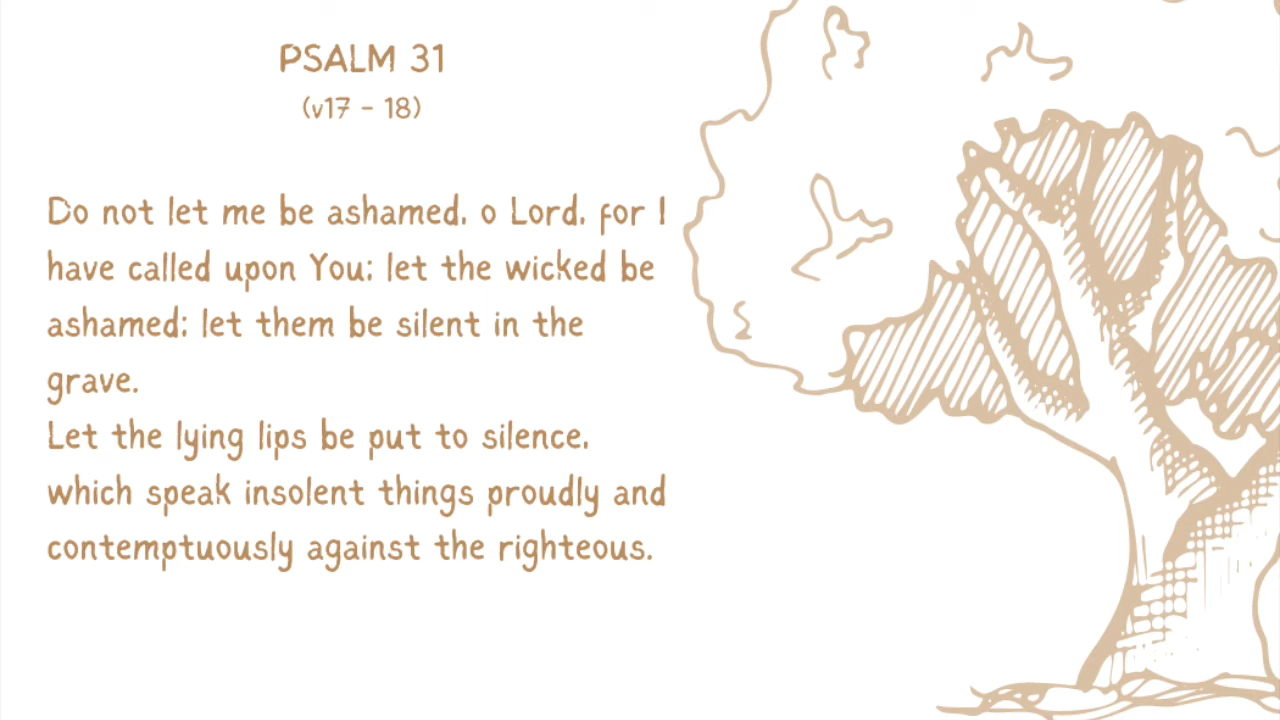 PSALM 31
(v17 - 18)
Do not let me be ashamed, o Lord, for I
have called upon You; let the wicked be
ashamed; let them be silent in the
grave.
Let the lying lips be put to silence,
which speak insolent things proudly and
contemptuously against the righteous.